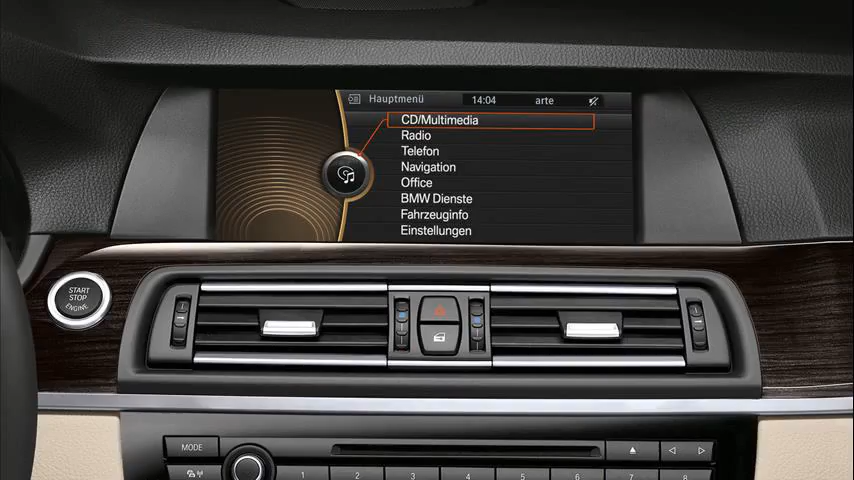 Hauptmenü 14:04 arte
CD/Multimedia
Radio
Telefon
Navigation
Office
BMW Dienste
Fahrzeuginfo
Einstellungen
START
STOP
ENGINE
MODE
1 2 3 4 5 6 7 8